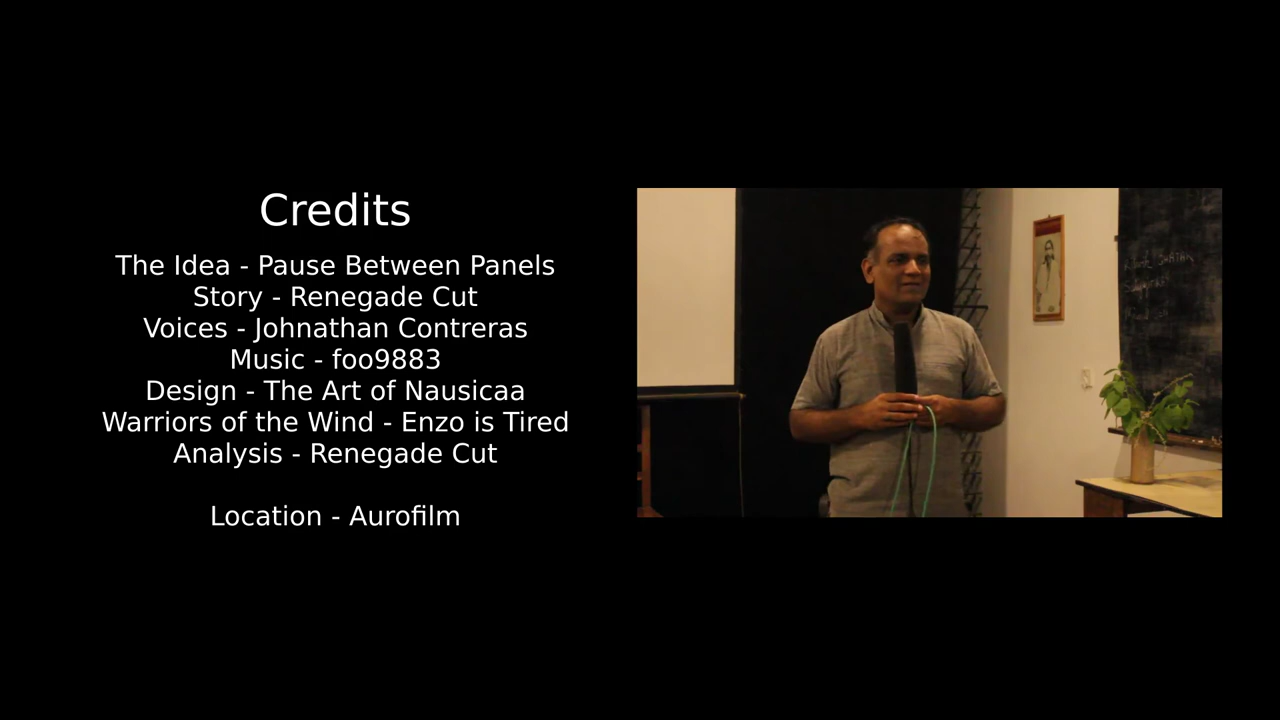 Credits
The Idea - Pause Between Panels
Story - Renegade Cut
Voices - Johnathan Contreras
Music - foo9883
Design - The Art of Nausicaa
Warriors of the Wind - Enzo is Tired
Analysis - Renegade Cut
Location - Aurofilm